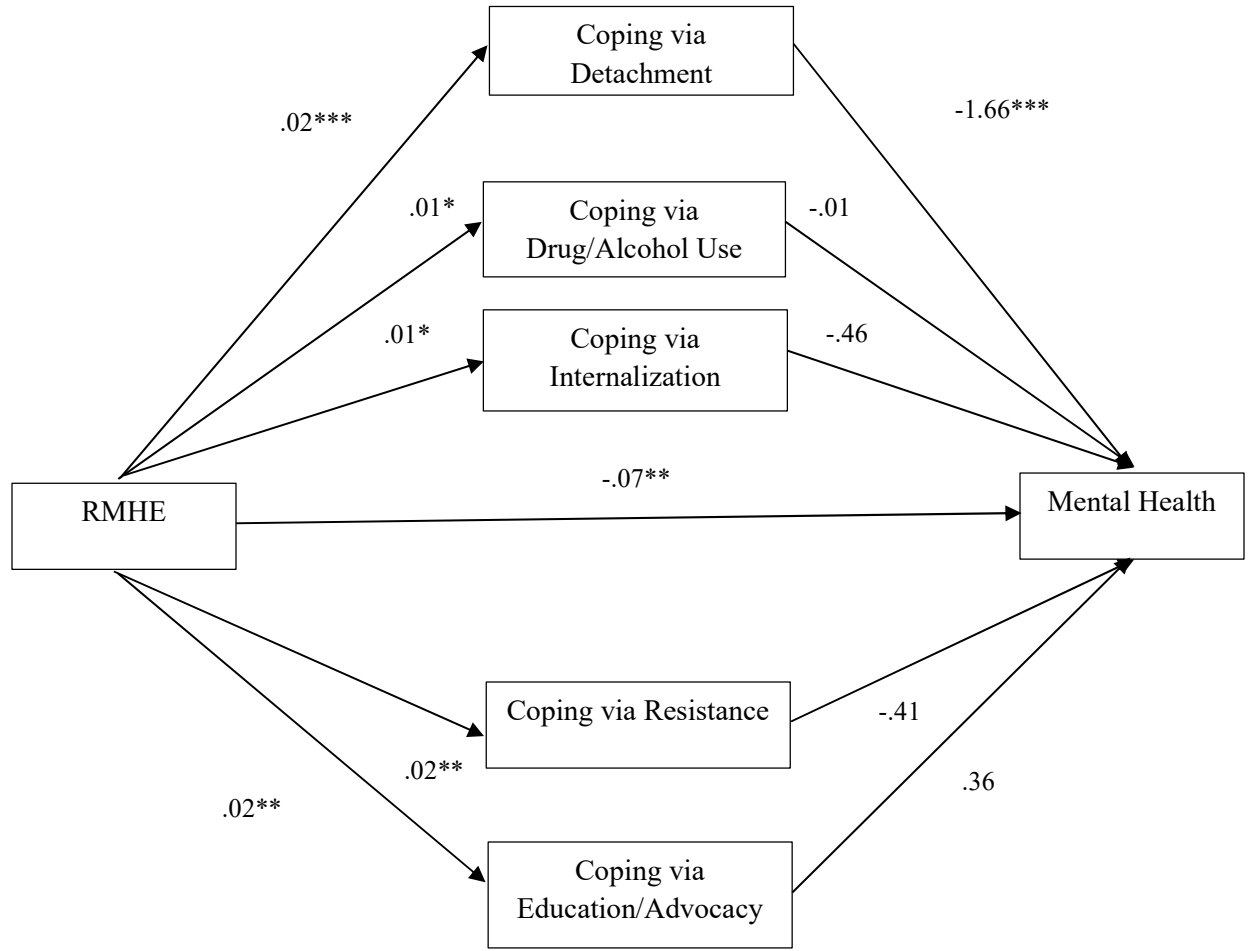 Coping via
Detachment
.02***
-1.66***
.01*
Coping via
Drug/Alcohol Use
-.01
.01*
Coping via
Internalization
-.46
-.07**
RMHE
Mental Health
Coping via Resistance
-.41
.02**
.02**
.36
Coping via
Education/Advocacy